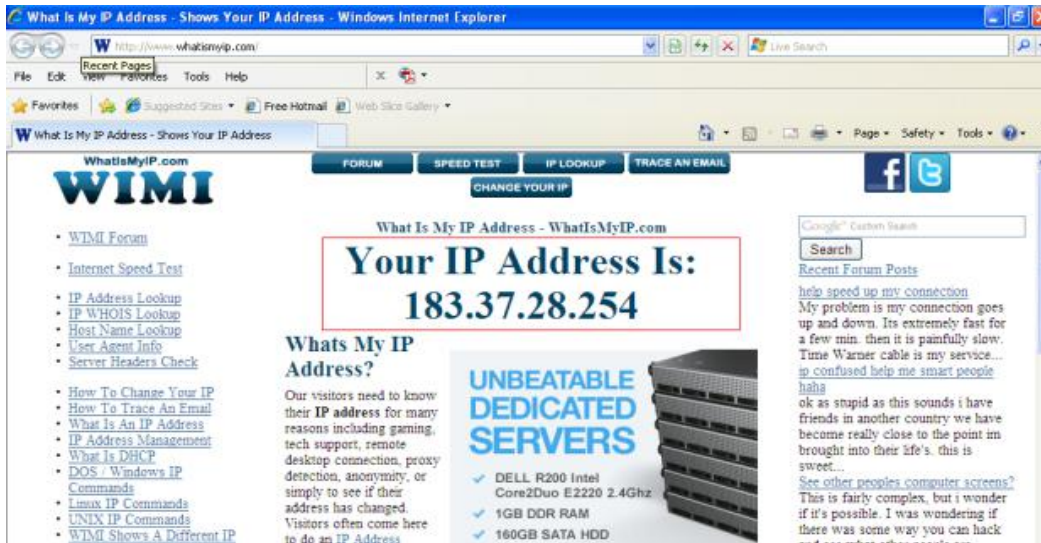 What Is My IP Address - Shows Your IP Address - Windows Internet Explorer
http://www.whatismyip.com/
Live Search
Recent Pages
File Edit View Favorites Tools Help
Favorites Suggested Sites Free Hotmail Web Slice Gallery
What Is My IP Address - Shows Your IP Address
Page Safety Tools
WhatIsMyIP.com
WIMI
FORUM SPEED TEST IP LOOKUP TRACE AN EMAIL
CHANGE YOUR IP
WIMI Forum
Internet Speed Test
IP Address Lookup
IP WHOIS Lookup
Host Name Lookup
User Agent Info
Server Headers Check
How To Change Your IP
How To Trace An Email
What Is An IP Address
IP Address Management
What Is DHCP
DOS / Windows IP
Commands
Linux IP Commands
UNIX IP Commands
WIMI Shows A Different IP
What Is My IP Address - WhatIsMyIP.com
Your IP Address Is:
183.37.28.254
Whats My IP
Address?
Our visitors need to know
their IP address for many
reasons including gaming,
tech support, remote
desktop connection, proxy
detection, anonymity, or
simply to see if their
address has changed.
Visitors often come here
to do an IP Address
UNBEATABLE
DEDICATED
SERVERS
DELL R200 Intel
Core2Duo E2220 2.4Ghz
1GB DDR RAM
160GB SATA HDD
Google Custom Search
Search
Recent Forum Posts
help speed up my connection
My problem is my connection goes
up and down. Its extremely fast for
a few min. then it is painfully slow.
Time Warner cable is my service...
ip confused help me smart people
haha
ok as stupid as this sounds i have
friends in another country we have
become really close to the point im
brought into their life's. this is
sweet...
See other peoples computer screens?
This is fairly complex, but i wonder
if it's possible. I was wondering if
there was some way you can hack